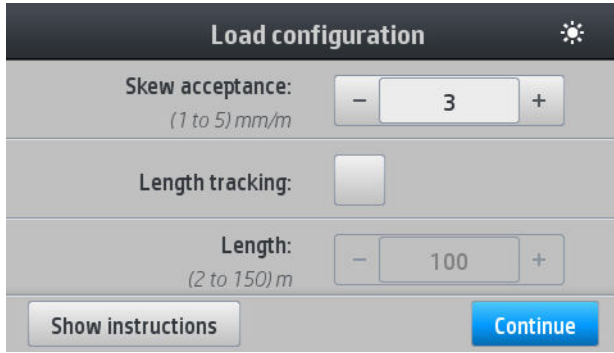 Load configuration
Skew acceptance:
− 3 +
(1 to 5) mm/m
Length tracking:
Length:
− 100 +
(2 to 150) m
Show instructions
Continue